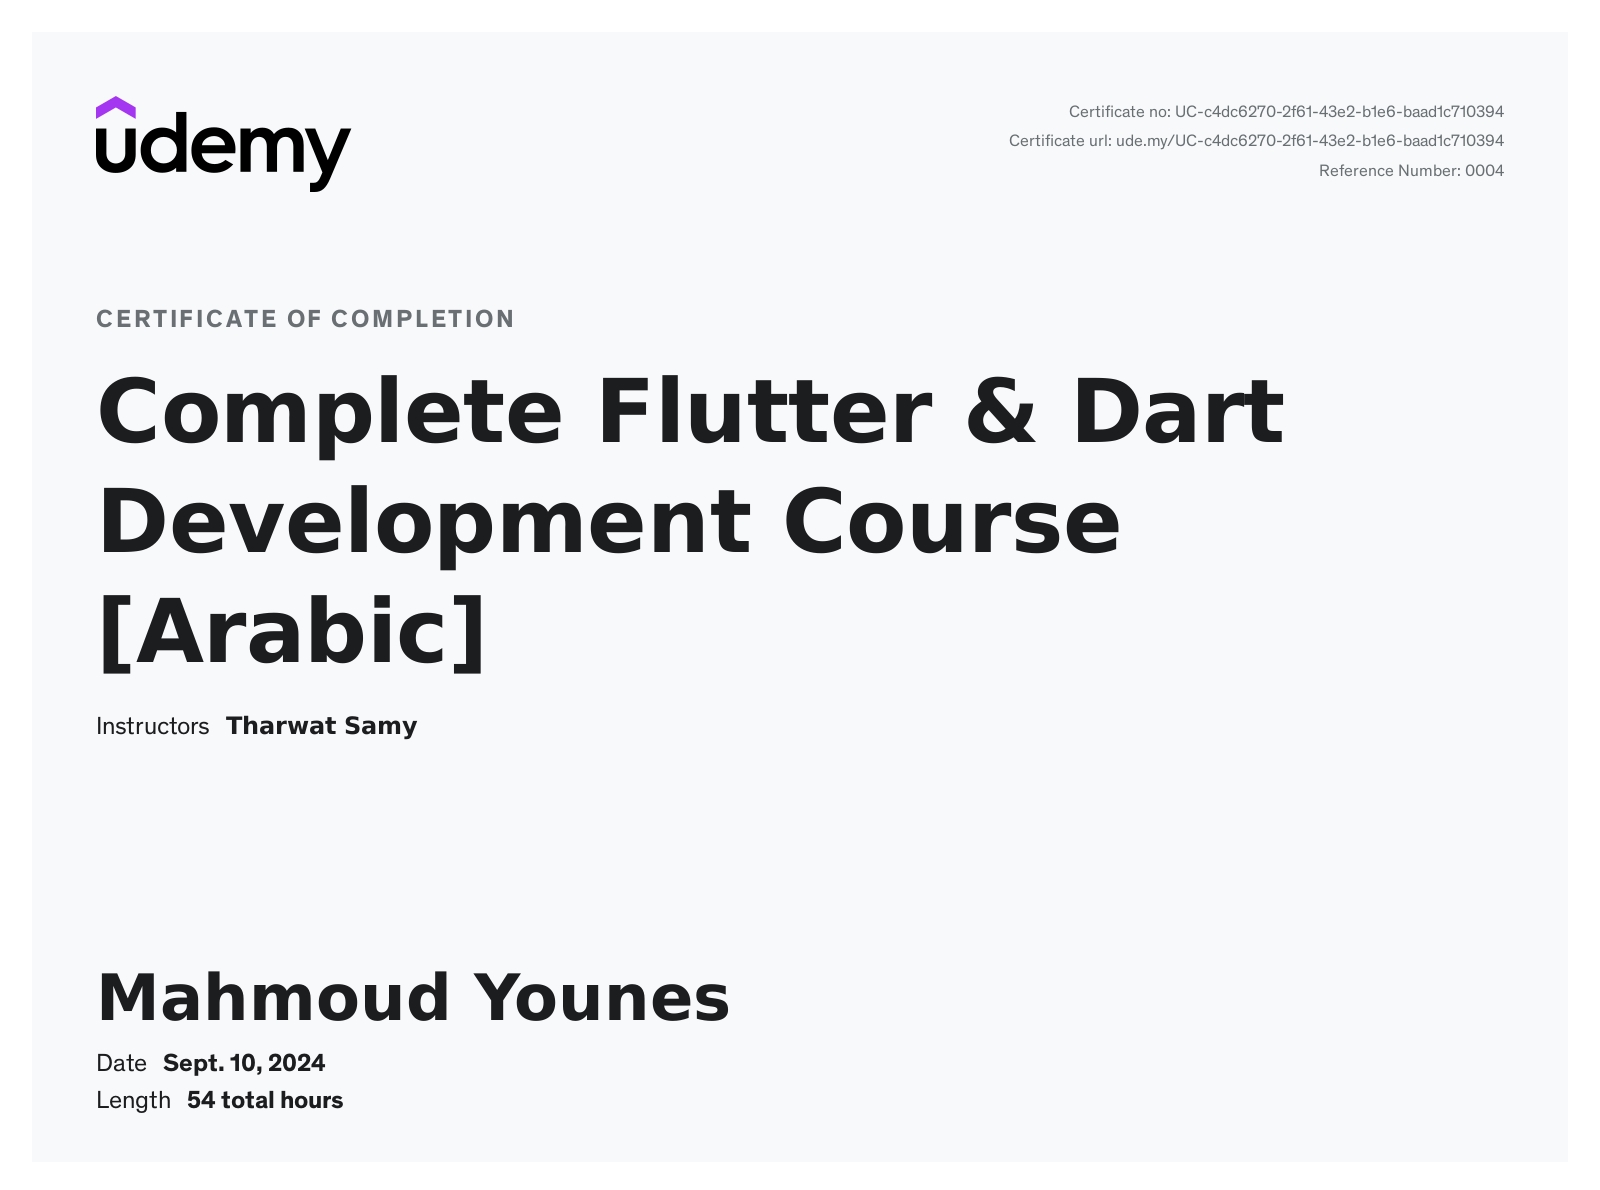 udemy
Certificate no: UC-c4dc6270-2f61-43e2-b1e6-baad1c710394
Certificate url: ude.my/UC-c4dc6270-2f61-43e2-b1e6-baad1c710394
Reference Number: 0004
CERTIFICATE OF COMPLETION
Complete Flutter & Dart
Development Course
[Arabic]
Instructors Tharwat Samy
Mahmoud Younes
Date Sept. 10, 2024
Length 54 total hours